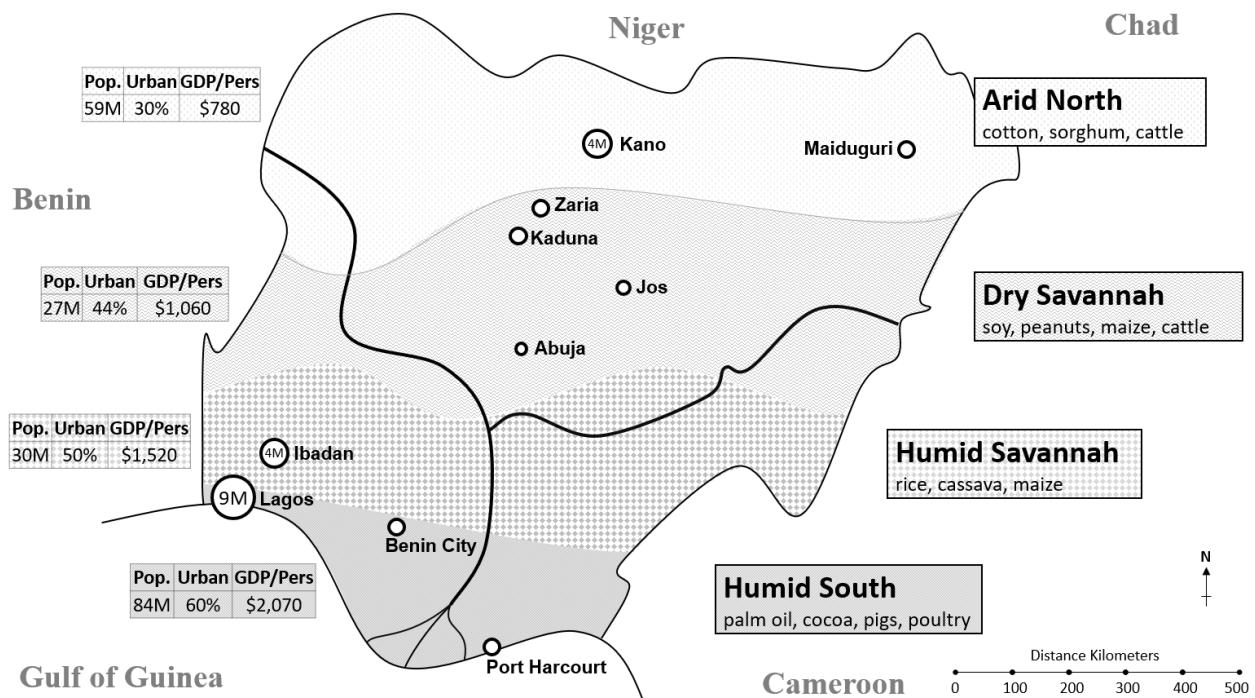 Niger
Chad
Pop. Urban GDP/Pers
59M 30% $780
Arid North
cotton, sorghum, cattle
4M Kano
Maiduguri
Benin
Zaria
Kaduna
Pop. Urban GDP/Pers
27M 44% $1,060
Jos
Dry Savannah
soy, peanuts, maize, cattle
Abuja
Pop. Urban GDP/Pers
30M 50% $1,520
4M Ibadan
Humid Savannah
rice, cassava, maize
9M Lagos
Benin City
N
Pop. Urban GDP/Pers
84M 60% $2,070
Humid South
palm oil, cocoa, pigs, poultry
Port Harcourt
Gulf of Guinea
Cameroon
Distance Kilometers
0 100 200 300 400 500